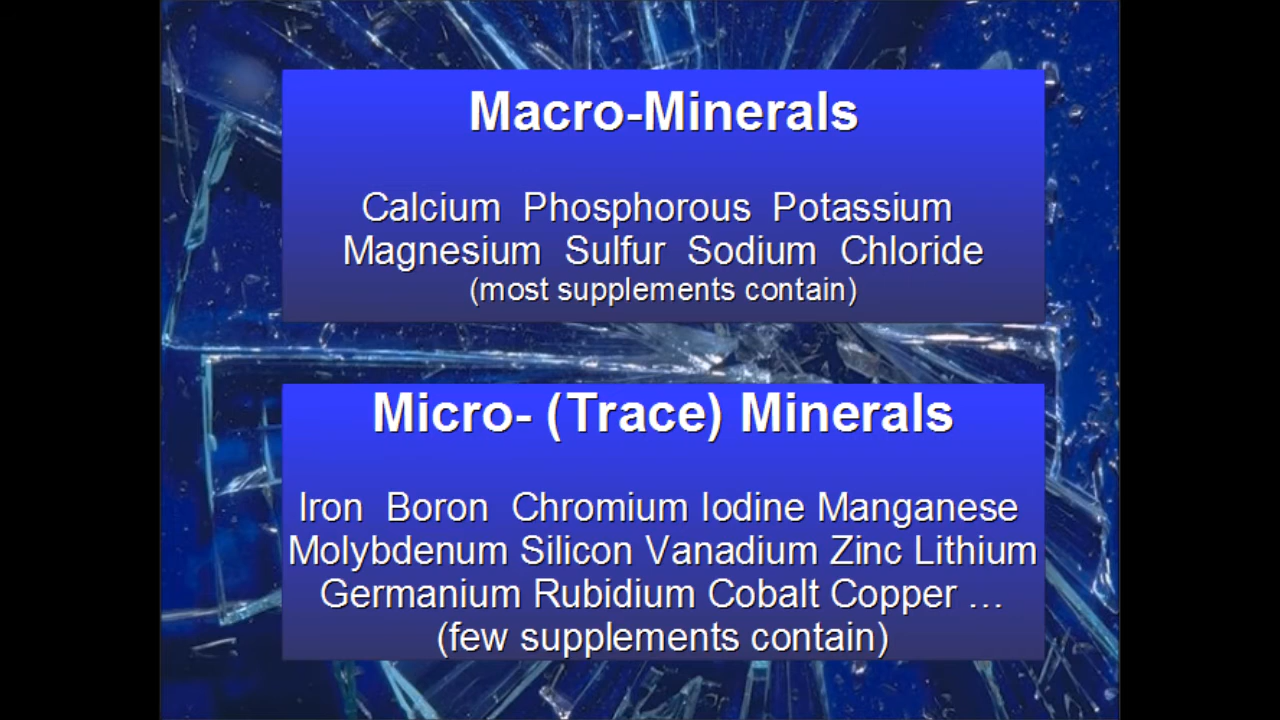 Macro-Minerals
Calcium Phosphorous Potassium
Magnesium Sulfur Sodium Chloride
(most supplements contain)
Micro- (Trace) Minerals
Iron Boron Chromium Iodine Manganese
Molybdenum Silicon Vanadium Zinc Lithium
Germanium Rubidium Cobalt Copper …
(few supplements contain)